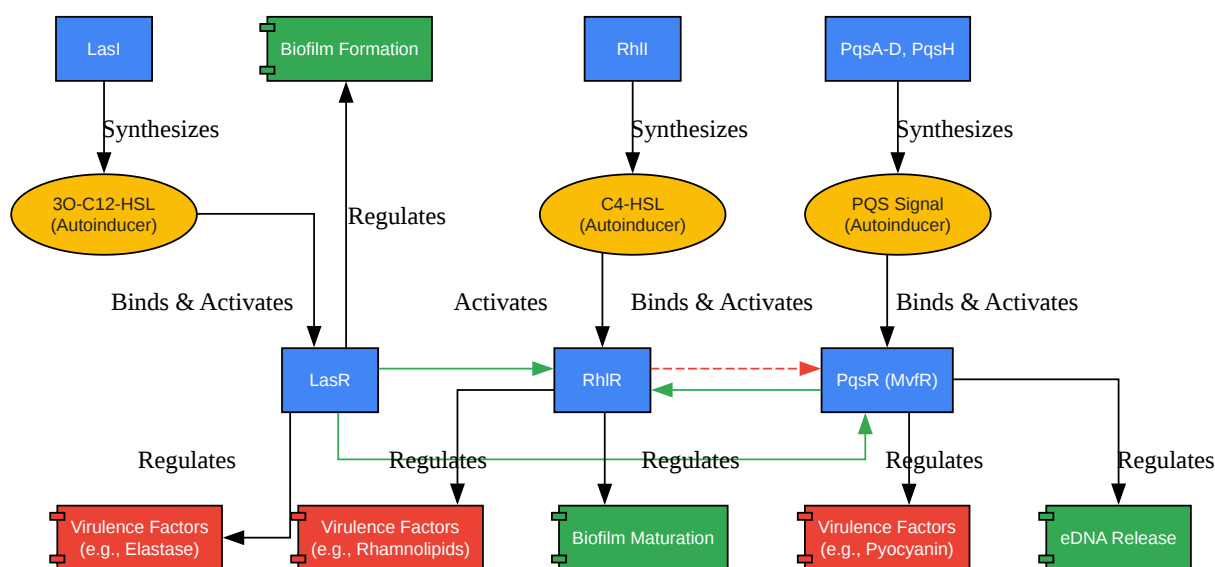 LasI
Biofilm Formation
RhlI
PqsA-D, PqsH
Synthesizes
Synthesizes
Synthesizes
3O-C12-HSL
(Autoinducer)
Regulates
C4-HSL
(Autoinducer)
PQS Signal
(Autoinducer)
Binds & Activates
Activates
Binds & Activates
Binds & Activates
LasR
RhlR
PqsR (MvfR)
Regulates
Regulates
Regulates
Regulates
Regulates
Virulence Factors
(e.g., Elastase)
Virulence Factors
(e.g., Rhamnolipids)
Biofilm Maturation
Virulence Factors
(e.g., Pyocyanin)
eDNA Release